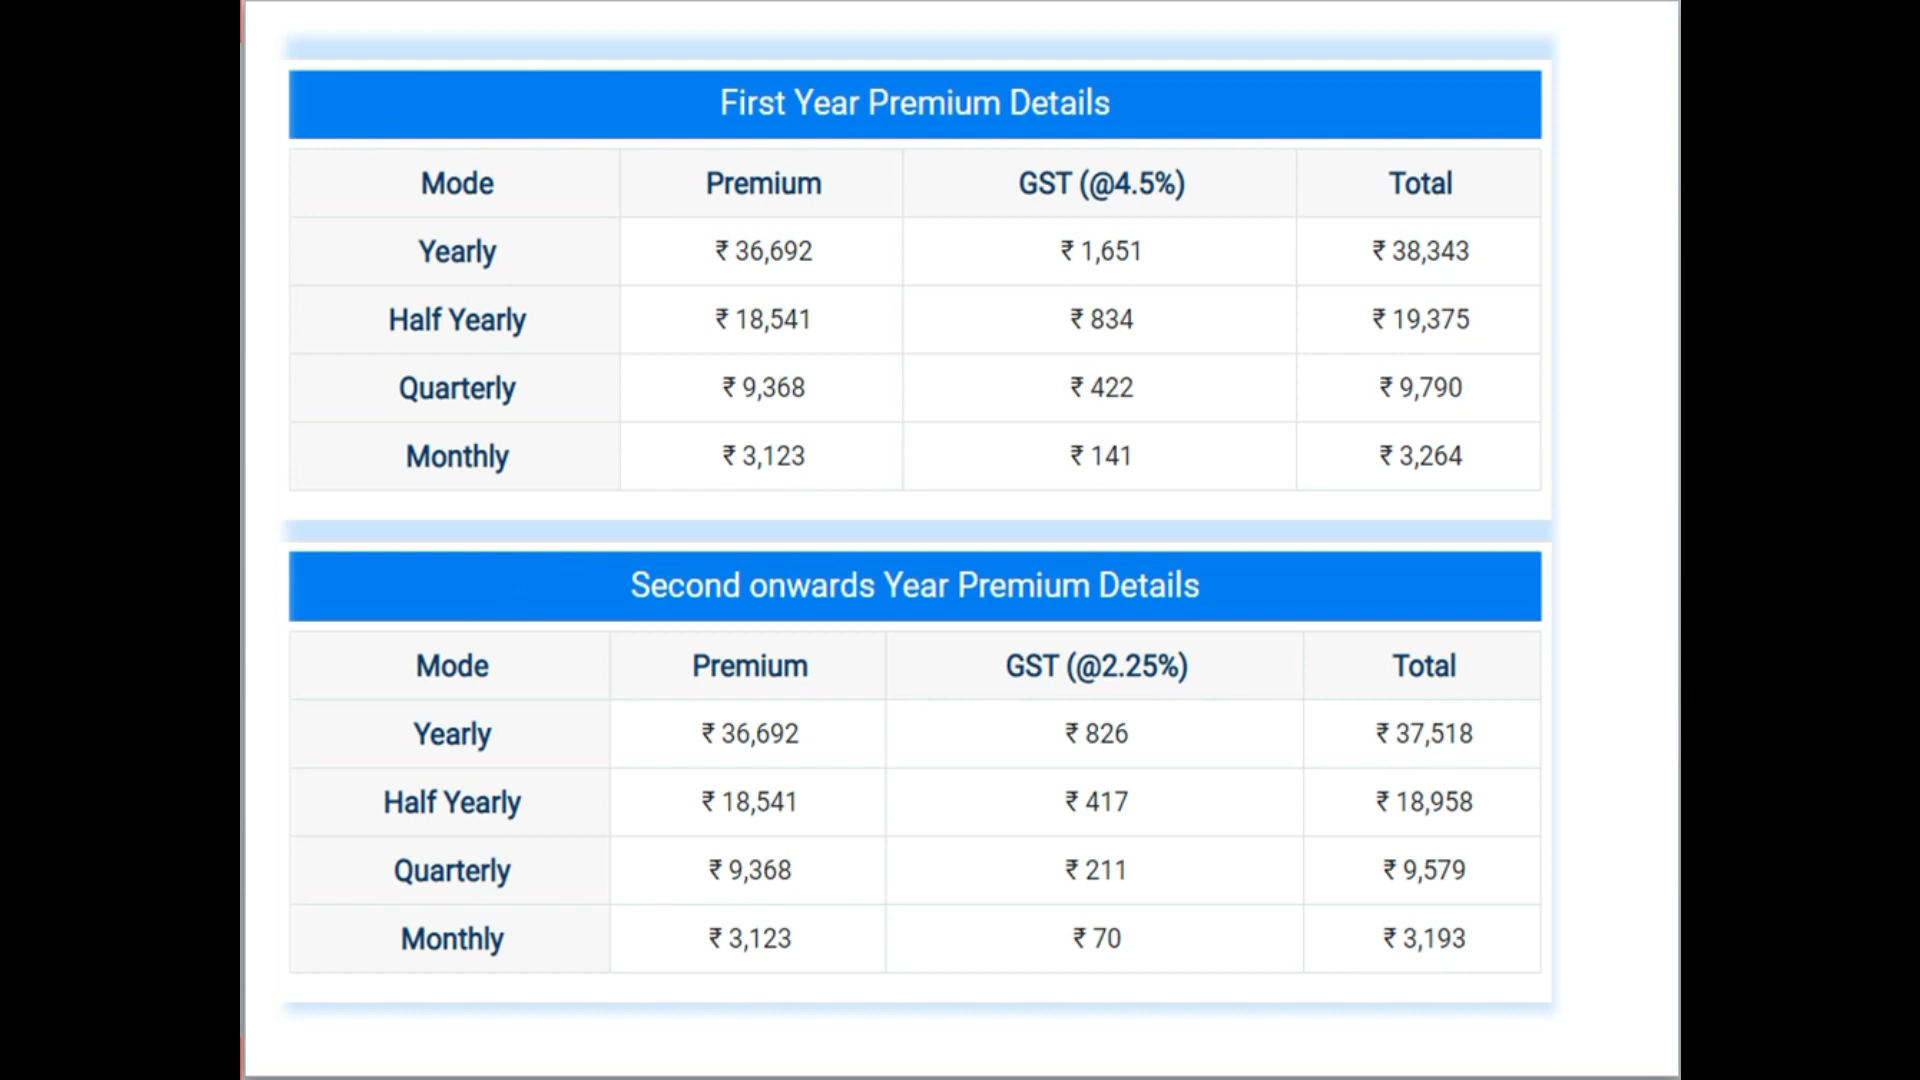 First Year Premium Details
Mode Premium GST (@4.5%) Total
Yearly ₹ 36,692 ₹ 1,651 ₹ 38,343
Half Yearly ₹ 18,541 ₹ 834 ₹ 19,375
Quarterly ₹ 9,368 ₹ 422 ₹ 9,790
Monthly ₹ 3,123 ₹ 141 ₹ 3,264
Second onwards Year Premium Details
Mode Premium GST (@2.25%) Total
Yearly ₹ 36,692 ₹ 826 ₹ 37,518
Half Yearly ₹ 18,541 ₹ 417 ₹ 18,958
Quarterly ₹ 9,368 ₹ 211 ₹ 9,579
Monthly ₹ 3,123 ₹ 70 ₹ 3,193